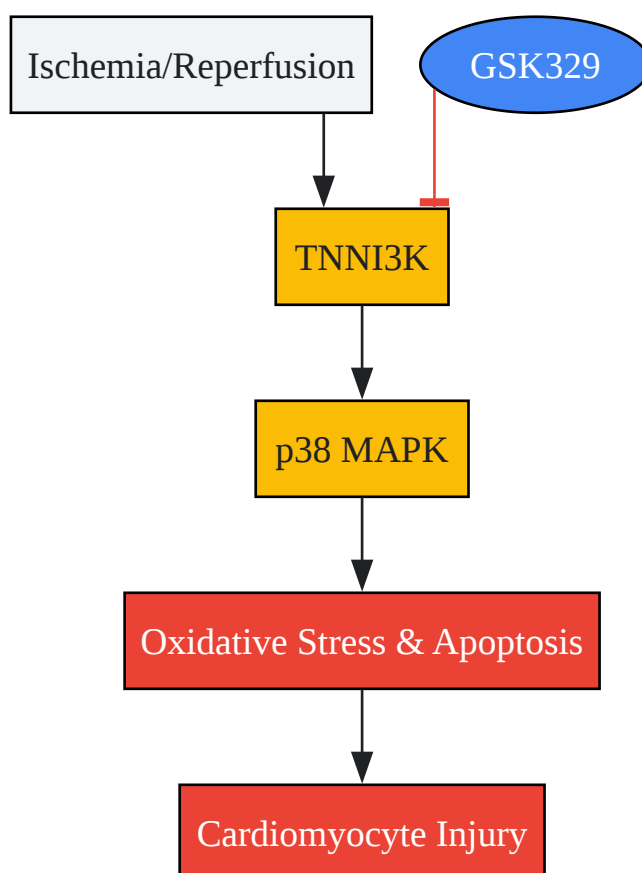 Ischemia/Reperfusion
GSK329
TNNI3K
p38 MAPK
Oxidative Stress & Apoptosis
Cardiomyocyte Injury